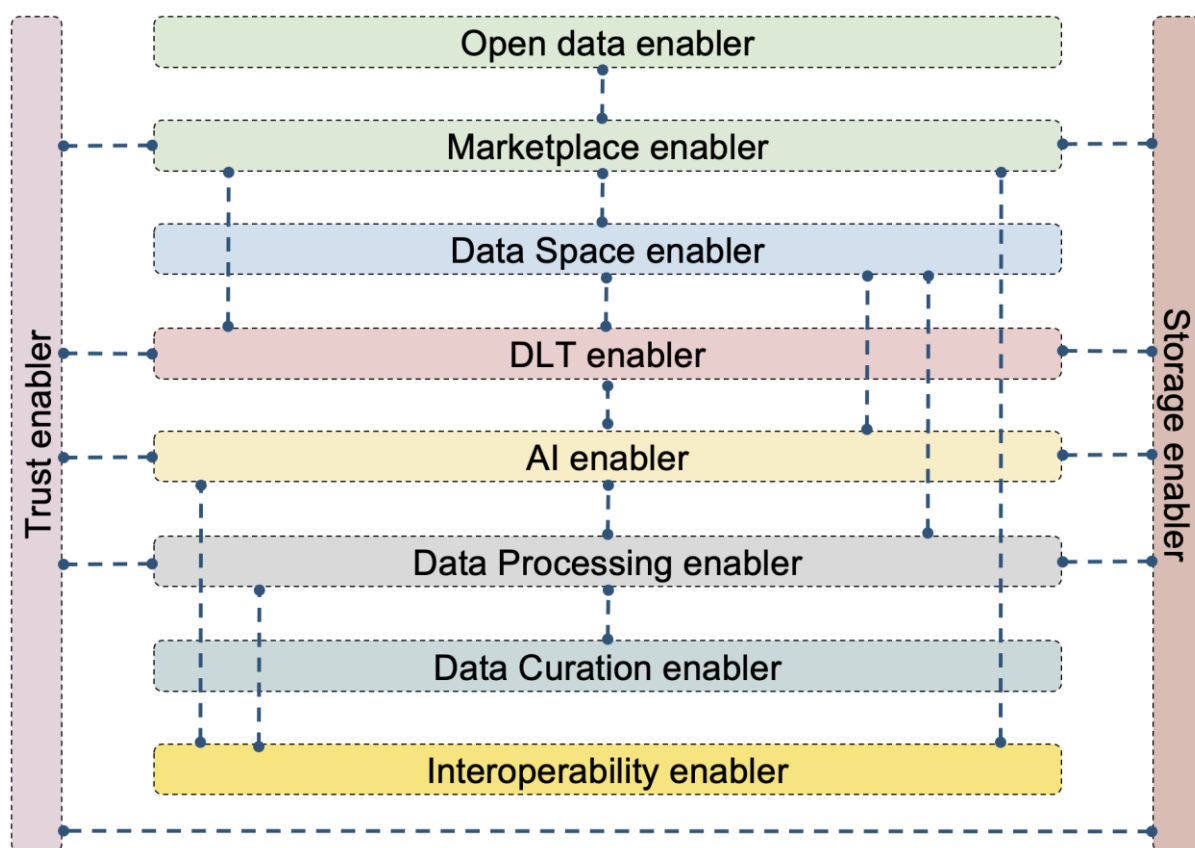 Open data enabler
Marketplace enabler
Data Space enabler
DLT enabler
AI enabler
Data Processing enabler
Data Curation enabler
Interoperability enabler
Trust enabler
Storage enabler